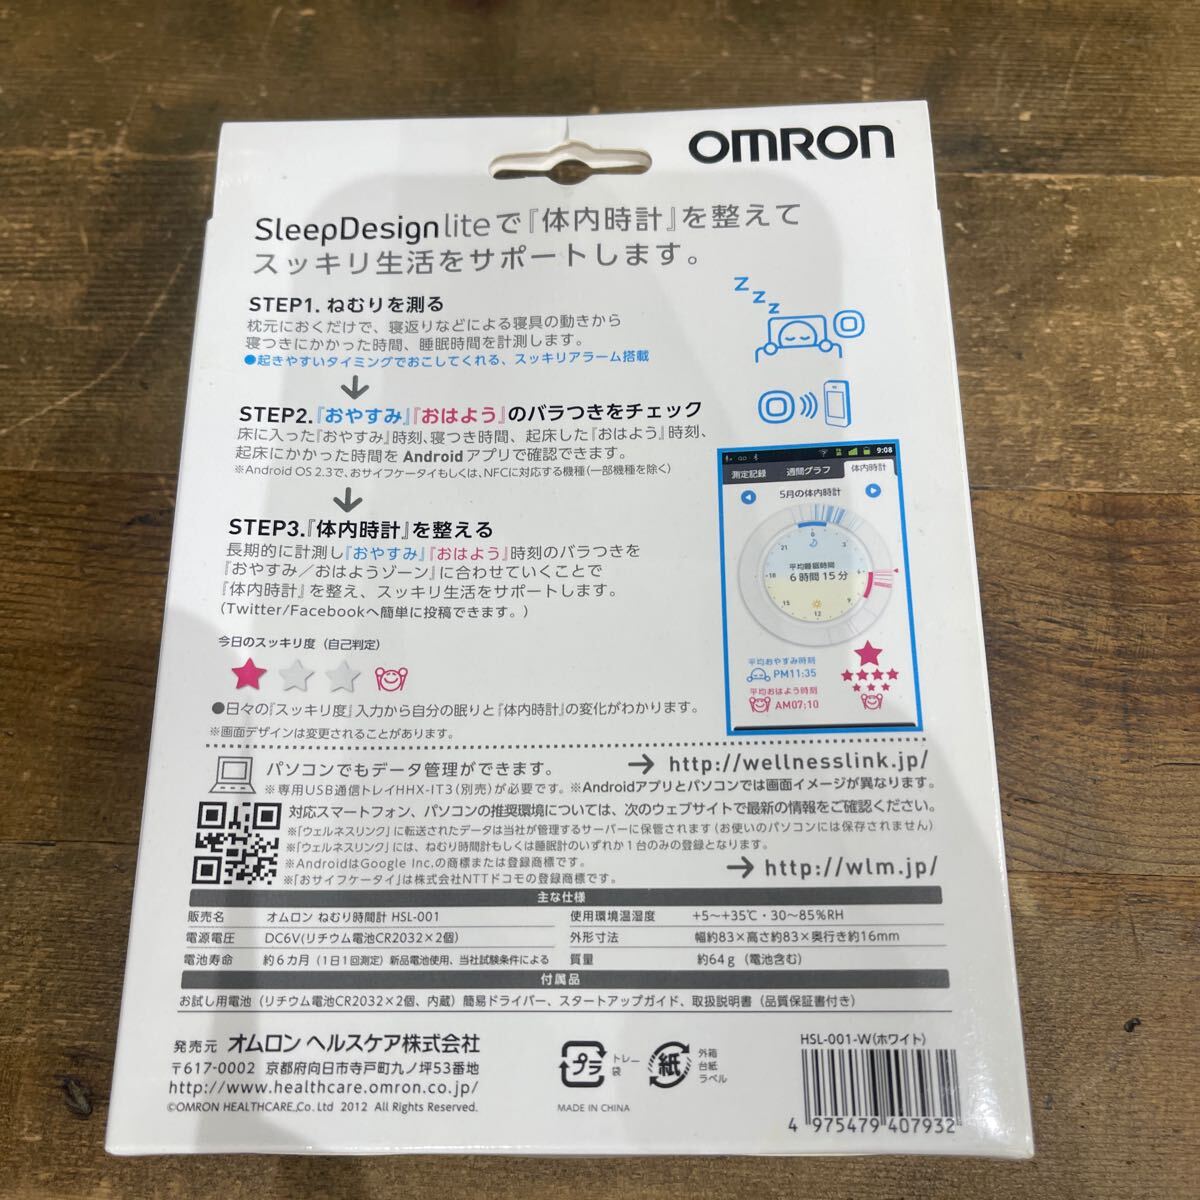 OMRON
SleepDesign liteで『体内時計』を整えて
スッキリ生活をサポートします。
STEP1. ねむりを測る
枕元におくだけで、寝返りなどによる寝具の動きから
寝つきにかかった時間、睡眠時間を計測します。
●起きやすいタイミングでおこしてくれる、スッキリアラーム搭載
zzz
STEP2.『おやすみ』『おはよう』のバラつきをチェック
床に入った『おやすみ』時刻、寝つき時間、起床した『おはよう』時刻、
起床にかかった時間を Android アプリで確認できます。
※Android OS 2.3で、おサイフケータイもしくは、NFCに対応する機種(一部機種を除く)
STEP3.『体内時計』を整える
長期的に計測し『おやすみ』『おはよう』時刻のバラつきを
『おやすみ／おはようゾーン』に合わせていくことで
『体内時計』を整え、スッキリ生活をサポートします。
(Twitter/Facebookへ簡単に投稿できます。)
今日のスッキリ度（自己判定）
●日々の『スッキリ度』入力から自分の眠りと『体内時計』の変化がわかります。
※画面デザインは変更されることがあります。
9:08
測定記録 週間グラフ 体内時計
5月の体内時計
0
3
6
9
12
15
18
21
平均睡眠時間
6 時間 15 分
平均おやすみ時刻
PM11:35
平均おはよう時刻
AM07:10
パソコンでもデータ管理ができます。 → http://wellnesslink.jp/
※専用USB通信トレイHHX-IT3(別売)が必要です。 ※Androidアプリとパソコンでは画面イメージが異なります。
対応スマートフォン、パソコンの推奨環境については、次のウェブサイトで最新の情報をご確認ください。
※「ウェルネスリンク」に転送されたデータは当社が管理するサーバーに保管されます（お使いのパソコンには保存されません）
※「ウェルネスリンク」には、ねむり時間計もしくは睡眠計のいずれか1台のみの登録となります。
※AndroidはGoogle Inc.の商標または登録商標です。
※「おサイフケータイ」は株式会社NTTドコモの登録商標です。
→ http://wlm.jp/
主な仕様
販売名 オムロン ねむり時間計 HSL-001
電源電圧 DC6V(リチウム電池CR2032×2個)
電池寿命 約6カ月（1日1回測定）新品電池使用、当社試験条件による
使用環境温湿度 +5～+35℃・30～85%RH
外形寸法 幅約83×高さ約83×奥行き約16mm
質量 約64g（電池含む）
付属品
お試し用電池（リチウム電池CR2032×2個、内蔵）簡易ドライバー、スタートアップガイド、取扱説明書（品質保証書付き）
発売元 オムロン ヘルスケア株式会社
〒617-0002 京都府向日市寺戸町九ノ坪53番地
http://www.healthcare.omron.co.jp/
©OMRON HEALTHCARE,Co. Ltd 2012 All Rights Reserved.
プラ
トレー
袋
紙
外箱
台紙
ラベル
MADE IN CHINA
HSL-001-W(ホワイト)
4 975479 407932